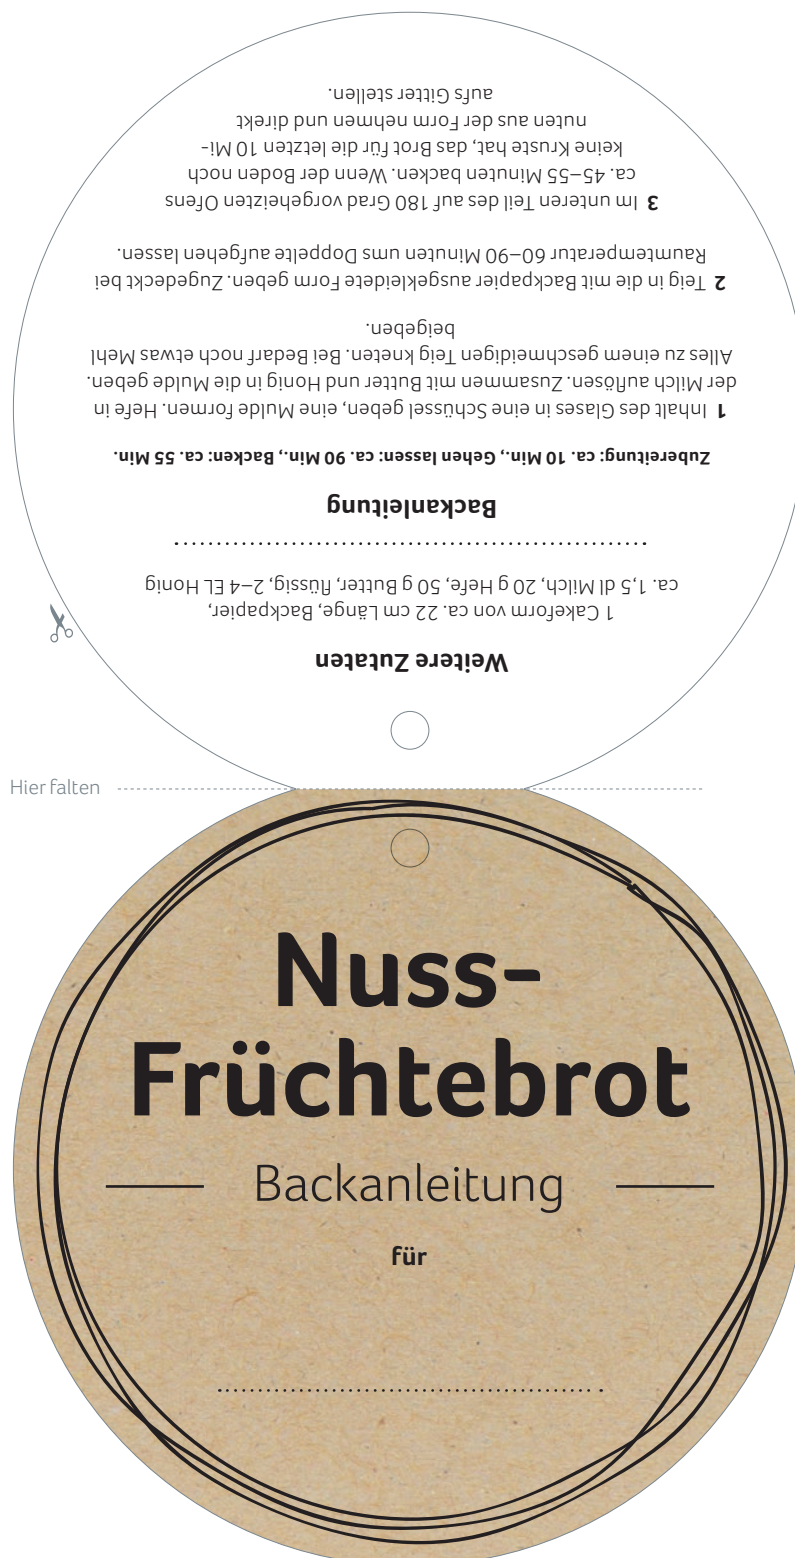 Weitere Zutaten
1 Cakeform von ca. 22 cm Länge, Backpapier,
ca. 1,5 dl Milch, 20 g Hefe, 50 g Butter, flüssig, 2–4 EL Honig
Backanleitung
Zubereitung: ca. 10 Min., Gehen lassen: ca. 90 Min., Backen: ca. 55 Min.
1 Inhalt des Glases in eine Schüssel geben, eine Mulde formen. Hefe in
der Milch auflösen. Zusammen mit Butter und Honig in die Mulde geben.
Alles zu einem geschmeidigen Teig kneten. Bei Bedarf noch etwas Mehl
beigeben.
2 Teig in die mit Backpapier ausgekleidete Form geben. Zugedeckt bei
Raumtemperatur 60–90 Minuten ums Doppelte aufgehen lassen.
3 Im unteren Teil des auf 180 Grad vorgeheizten Ofens
ca. 45–55 Minuten backen. Wenn der Boden noch
keine Kruste hat, das Brot für die letzten 10 Mi-
nuten aus der Form nehmen und direkt
aufs Gitter stellen.
Hier falten
Nuss-
Früchtebrot
Backanleitung
für